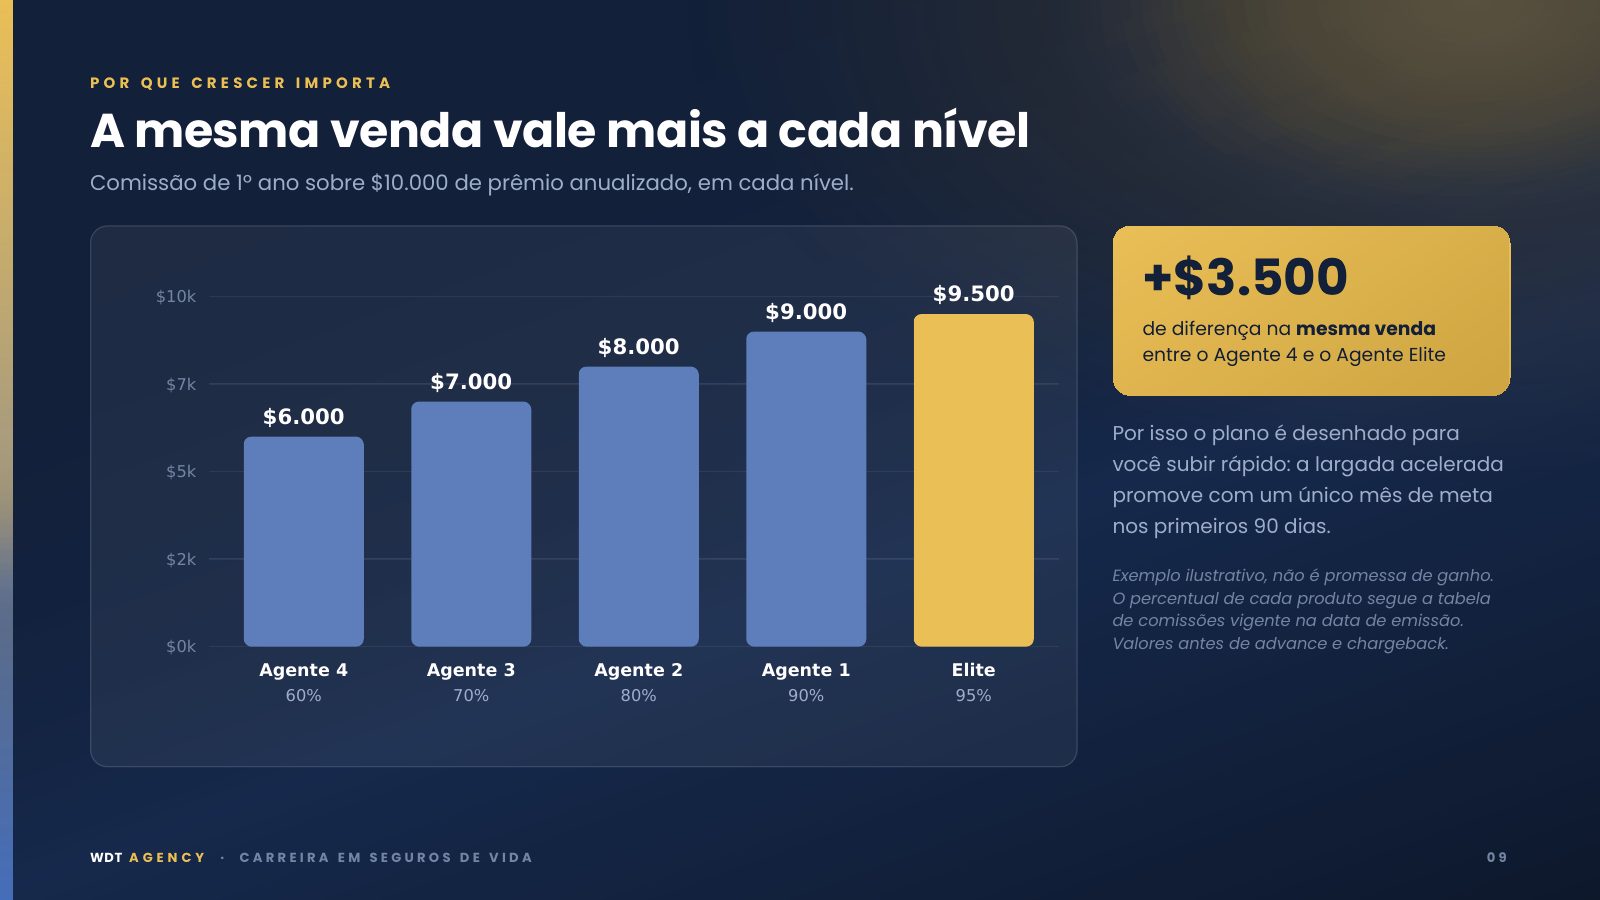 POR QUE CRESCER IMPORTA
A mesma venda vale mais a cada nível
Comissão de 1º ano sobre $10.000 de prêmio anualizado, em cada nível.
$10k
$7k
$5k
$2k
$0k
$6.000
$7.000
$8.000
$9.000
$9.500
Agente 4
60%
Agente 3
70%
Agente 2
80%
Agente 1
90%
Elite
95%
+$3.500
de diferença na mesma venda
entre o Agente 4 e o Agente Elite
Por isso o plano é desenhado para
você subir rápido: a largada acelerada
promove com um único mês de meta
nos primeiros 90 dias.
Exemplo ilustrativo, não é promessa de ganho.
O percentual de cada produto segue a tabela
de comissões vigente na data de emissão.
Valores antes de advance e chargeback.
WDT AGENCY · CARREIRA EM SEGUROS DE VIDA
09